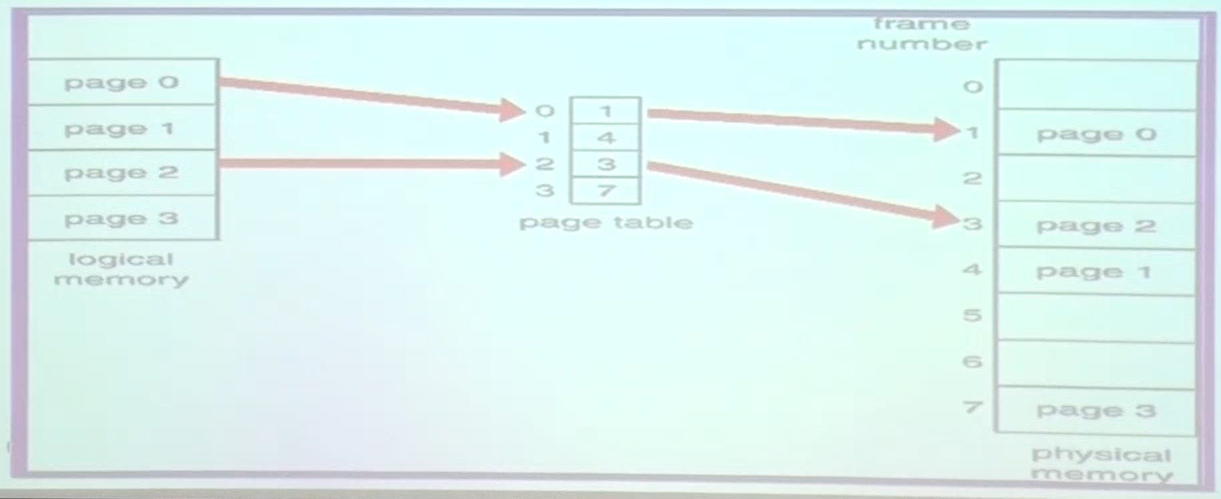 frame
number
page 0
page 1
page 2
page 3
logical
memory
0 1
1 4
2 3
3 7
page table
0
1 page 0
2
3 page 2
4 page 1
5
6
7 page 3
physical
memory